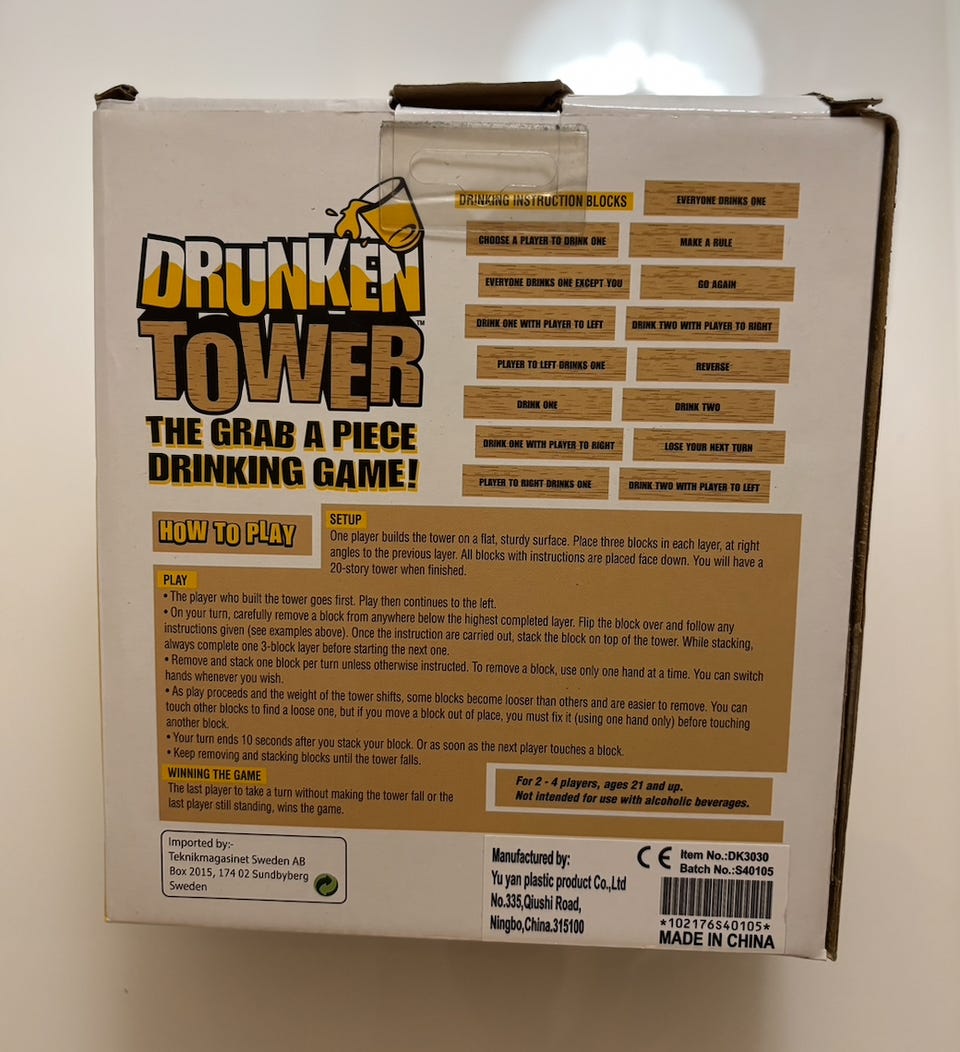 DRUNKEN
TOWER™
THE GRAB A PIECE
DRINKING GAME!
DRINKING INSTRUCTION BLOCKS
EVERYONE DRINKS ONE
CHOOSE A PLAYER TO DRINK ONE
MAKE A RULE
EVERYONE DRINKS ONE EXCEPT YOU
GO AGAIN
DRINK ONE WITH PLAYER TO LEFT
DRINK TWO WITH PLAYER TO RIGHT
PLAYER TO LEFT DRINKS ONE
REVERSE
DRINK ONE
DRINK TWO
DRINK ONE WITH PLAYER TO RIGHT
LOSE YOUR NEXT TURN
PLAYER TO RIGHT DRINKS ONE
DRINK TWO WITH PLAYER TO LEFT
HOW TO PLAY
SETUP
One player builds the tower on a flat, sturdy surface. Place three blocks in each layer, at right
angles to the previous layer. All blocks with instructions are placed face down. You will have a
20-story tower when finished.
PLAY
• The player who built the tower goes first. Play then continues to the left.
• On your turn, carefully remove a block from anywhere below the highest completed layer. Flip the block over and follow any
instructions given (see examples above). Once the instruction are carried out, stack the block on top of the tower. While stacking,
always complete one 3-block layer before starting the next one.
• Remove and stack one block per turn unless otherwise instructed. To remove a block, use only one hand at a time. You can switch
hands whenever you wish.
• As play proceeds and the weight of the tower shifts, some blocks become looser than others and are easier to remove. You can
touch other blocks to find a loose one, but if you move a block out of place, you must fix it (using one hand only) before touching
another block.
• Your turn ends 10 seconds after you stack your block. Or as soon as the next player touches a block.
• Keep removing and stacking blocks until the tower falls.
WINNING THE GAME
The last player to take a turn without making the tower fall or the
last player still standing, wins the game.
For 2 - 4 players, ages 21 and up.
Not intended for use with alcoholic beverages.
Imported by:-
Teknikmagasinet Sweden AB
Box 2015, 174 02 Sundbyberg
Sweden
Manufactured by:
Yu yan plastic product Co.,Ltd
No.335,Qiushi Road,
Ningbo,China.315100
CE
Item No.:DK3030
Batch No.:S40105
*102176S40105*
MADE IN CHINA